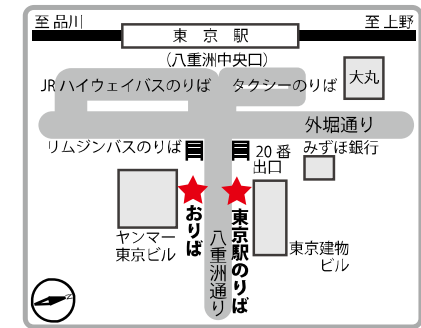 至 品川
至 上野
東 京 駅
（八重洲中央口）
JR ハイウェイバスのりば
タクシーのりば
大丸
外堀通り
リムジンバスのりば
20 番
出口
みずほ銀行
おりば
東京駅のりば
八重洲通り
ヤンマー
東京ビル
東京建物
ビル
N